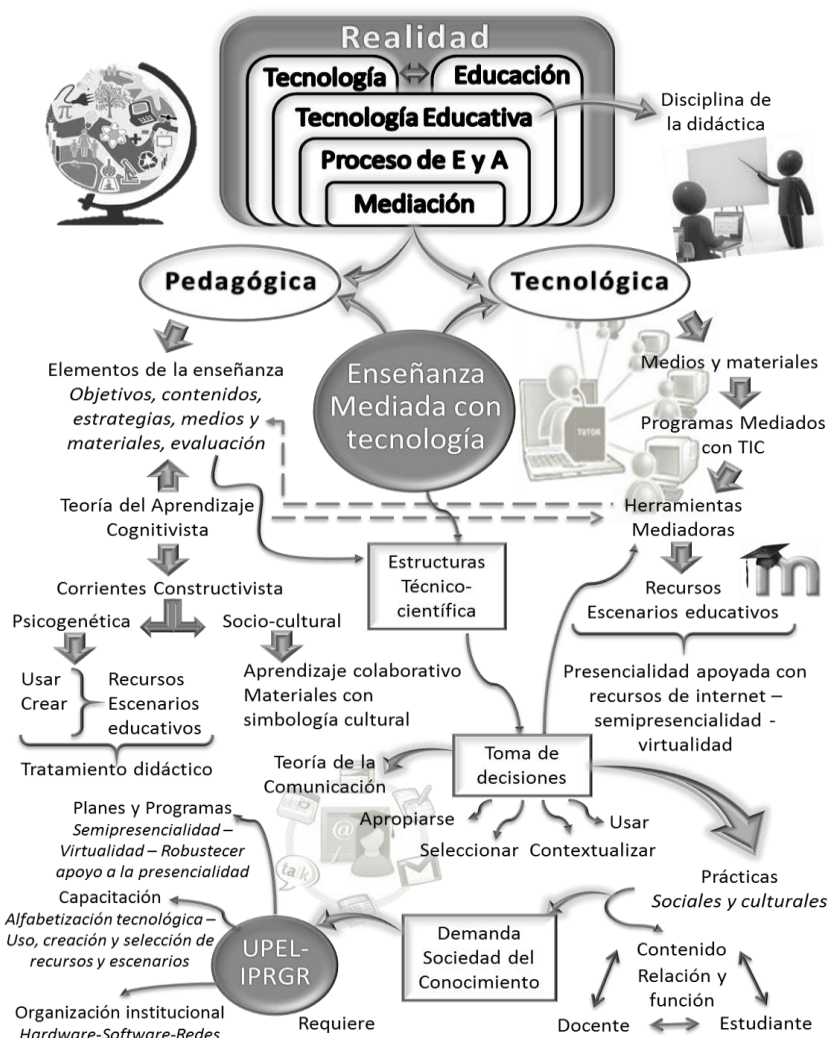 Realidad
Tecnología
Educación
Tecnología Educativa
Proceso de E y A
Mediación
Disciplina de
la didáctica
Pedagógica
Tecnológica
Enseñanza
Mediada con
tecnología
Elementos de la enseñanza
Objetivos, contenidos,
estrategias, medios y
materiales, evaluación
Medios y materiales
Programas Mediados
con TIC
TUTOR
Teoría del Aprendizaje
Cognitivista
Herramientas
Mediadoras
Estructuras
Técnico-
científica
m
Corrientes Constructivista
Psicogenética
Socio-cultural
Recursos
Escenarios educativos
Usar
Crear
Recursos
Escenarios
educativos
Aprendizaje colaborativo
Materiales con
simbología cultural
Presencialidad apoyada con
recursos de internet –
semipresencialidad -
virtualidad
Tratamiento didáctico
Teoría de la
Comunicación
Toma de
decisiones
Apropiarse
Seleccionar
Contextualizar
Usar
@
talk
Planes y Programas
Semipresencialidad –
Virtualidad – Robustecer
apoyo a la presencialidad
Capacitación
Alfabetización tecnológica –
Uso, creación y selección de
recursos y escenarios
Prácticas
Sociales y culturales
UPEL-
IPRGR
Demanda
Sociedad del
Conocimiento
Contenido
Relación y
función
Docente
Estudiante
Organización institucional
Hardware-Software-Redes
Requiere
π